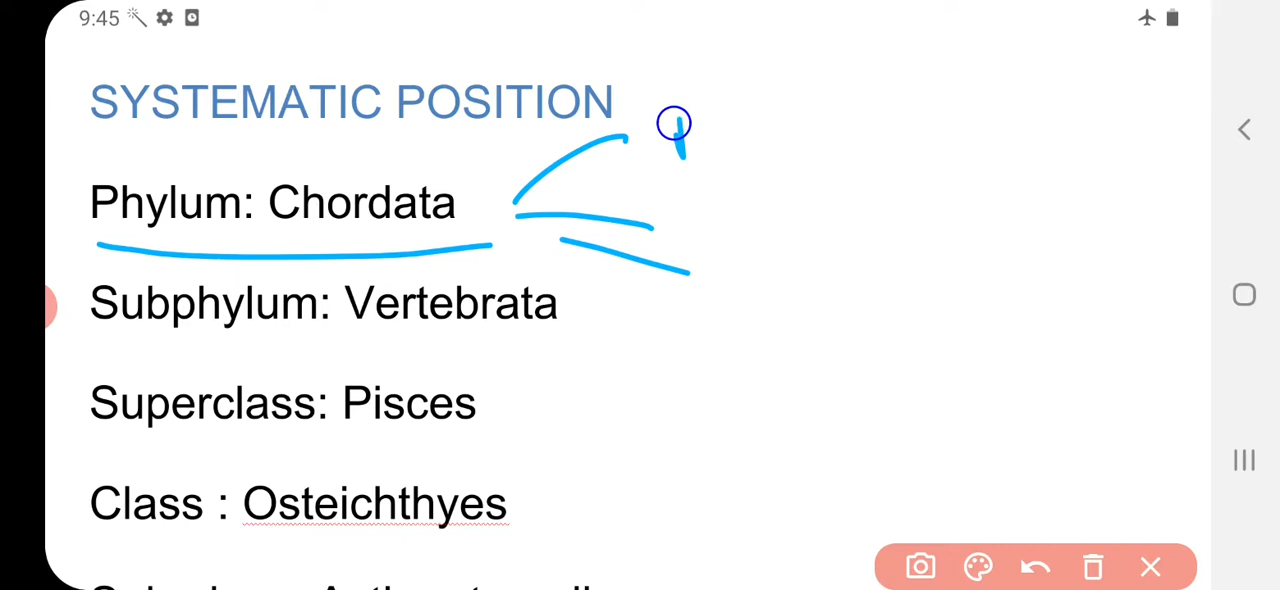 9:45
SYSTEMATIC POSITION
Phylum: Chordata
Subphylum: Vertebrata
Superclass: Pisces
Class : Osteichthyes